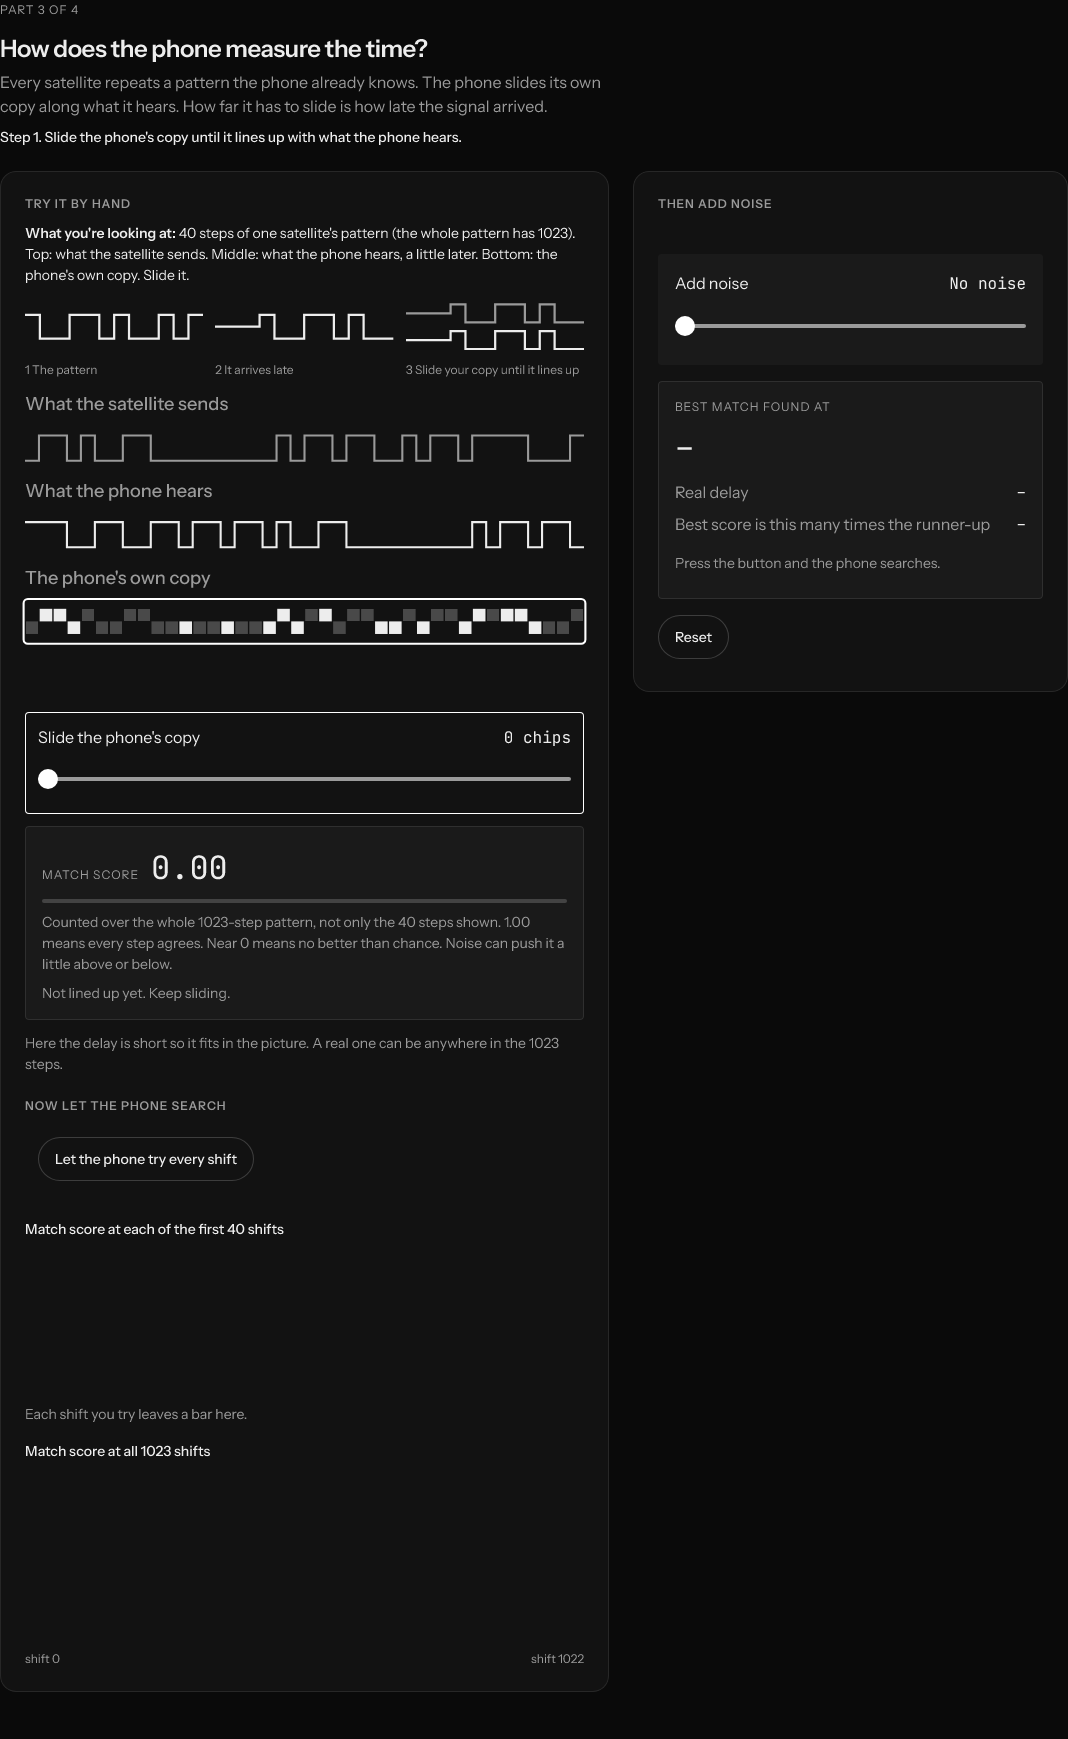 PART 3 OF 4
How does the phone measure the time?
Every satellite repeats a pattern the phone already knows. The phone slides its own
copy along what it hears. How far it has to slide is how late the signal arrived.
Step 1. Slide the phone's copy until it lines up with what the phone hears.
TRY IT BY HAND
What you're looking at: 40 steps of one satellite's pattern (the whole pattern has 1023).
Top: what the satellite sends. Middle: what the phone hears, a little later. Bottom: the
phone's own copy. Slide it.
1 The pattern
2 It arrives late
3 Slide your copy until it lines up
What the satellite sends
What the phone hears
The phone's own copy
Slide the phone's copy
0 chips
MATCH SCORE 0.00
Counted over the whole 1023-step pattern, not only the 40 steps shown. 1.00
means every step agrees. Near 0 means no better than chance. Noise can push it a
little above or below.
Not lined up yet. Keep sliding.
Here the delay is short so it fits in the picture. A real one can be anywhere in the 1023
steps.
NOW LET THE PHONE SEARCH
Let the phone try every shift
Match score at each of the first 40 shifts
Each shift you try leaves a bar here.
Match score at all 1023 shifts
shift 0
shift 1022
THEN ADD NOISE
Add noise
No noise
BEST MATCH FOUND AT
–
Real delay –
Best score is this many times the runner-up –
Press the button and the phone searches.
Reset